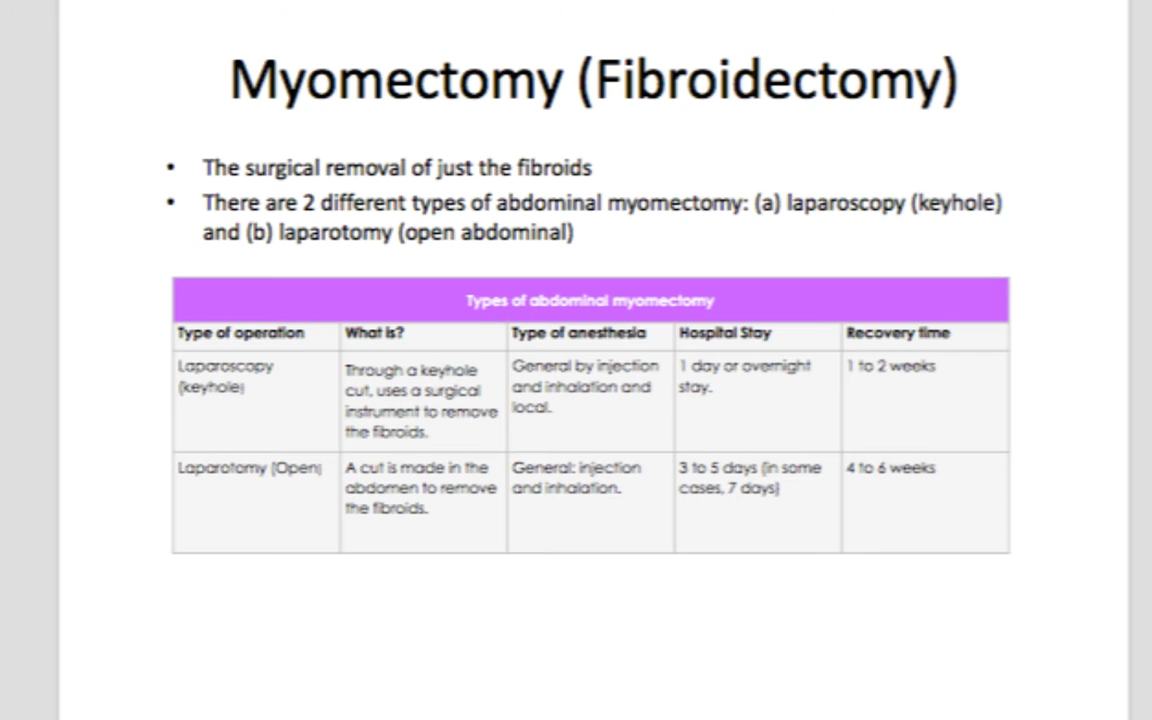 Myomectomy (Fibroidectomy)
• The surgical removal of just the fibroids
• There are 2 different types of abdominal myomectomy: (a) laparoscopy (keyhole)
and (b) laparotomy (open abdominal)
Types of abdominal myomectomy
Type of operation What is? Type of anesthesia Hospital Stay Recovery time
Laparoscopy
(keyhole)
Through a keyhole
cut, uses a surgical
instrument to remove
the fibroids.
General by injection
and inhalation and
local.
1 day or overnight
stay.
1 to 2 weeks
Laparotomy (Open)
A cut is made in the
abdomen to remove
the fibroids.
General: injection
and inhalation.
3 to 5 days (in some
cases, 7 days)
4 to 6 weeks